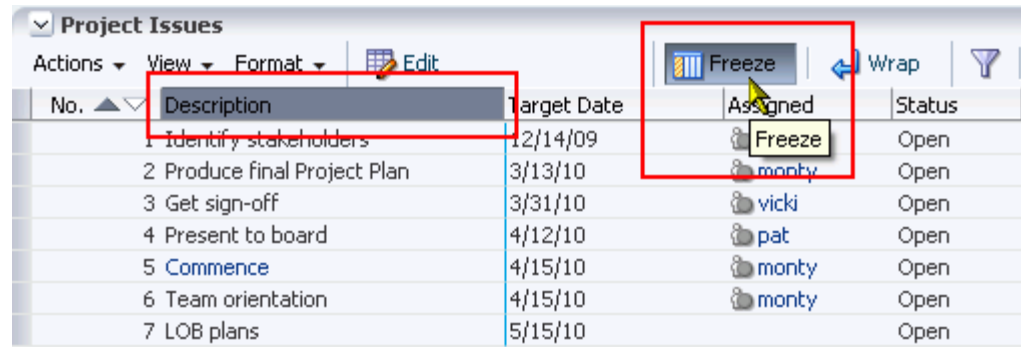 Project Issues
Actions View Format Edit Freeze Wrap
No. Description Target Date Assigned Status
1 Identify stakeholders 12/14/09 Open
Freeze
2 Produce final Project Plan 3/13/10 monty Open
3 Get sign-off 3/31/10 vicki Open
4 Present to board 4/12/10 pat Open
5 Commence 4/15/10 monty Open
6 Team orientation 4/15/10 monty Open
7 LOB plans 5/15/10 Open